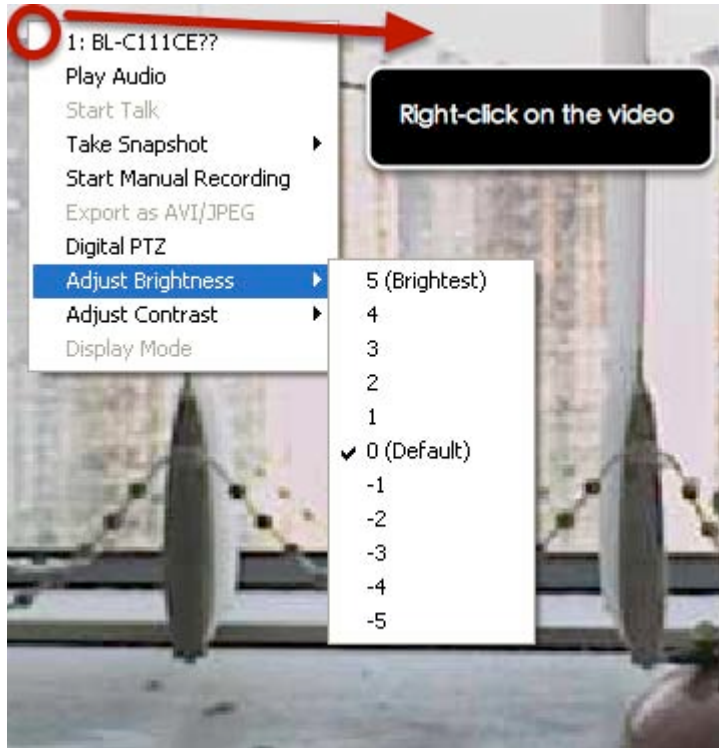 1: BL-C111CE??
Play Audio
Start Talk
Take Snapshot
Start Manual Recording
Export as AVI/JPEG
Digital PTZ
Adjust Brightness
Adjust Contrast
Display Mode
Right-click on the video
5 (Brightest)
4
3
2
1
0 (Default)
-1
-2
-3
-4
-5